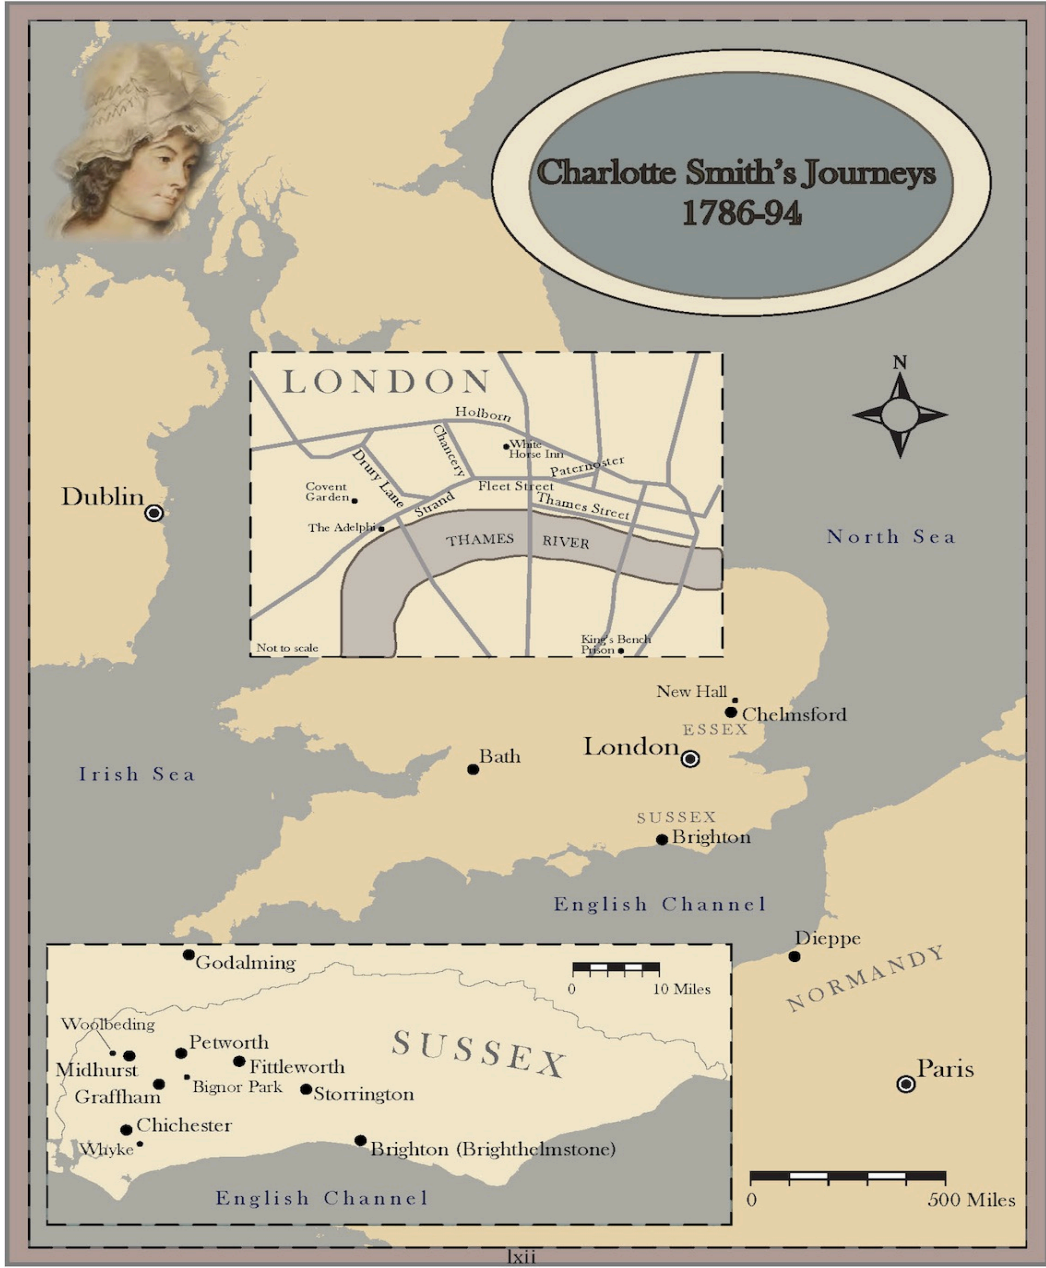 Charlotte Smith's Journeys
1786-94
N
LONDON
Holborn
Chancery
White
Horse Inn
Paternoster
Drury Lane
Covent
Garden
Fleet Street
Strand
Thames Street
The Adelphi
THAMES RIVER
King's Bench
Prison
Not to scale
Dublin
North Sea
New Hall
Chelmsford
ESSEX
London
Bath
Irish Sea
SUSSEX
Brighton
English Channel
Dieppe
NORMANDY
Paris
0 500 Miles
Godalming
0 10 Miles
Woolbeding
Petworth
SUSSEX
Midhurst
Fittleworth
Bignor Park
Graffham
Storrington
Chichester
Whyke
Brighton (Brighthelmstone)
English Channel
lxii